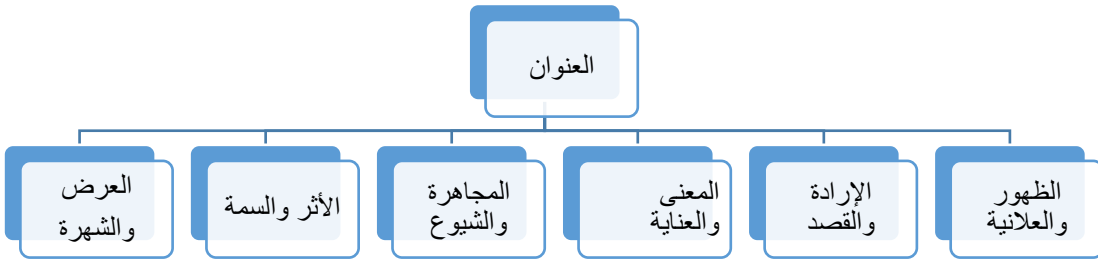 العنوان
الظهور
والعلانية
الإرادة
والقصد
المعنى
والعناية
المجاهرة
والشيوع
الأثر والسمة
العرض
والشهرة